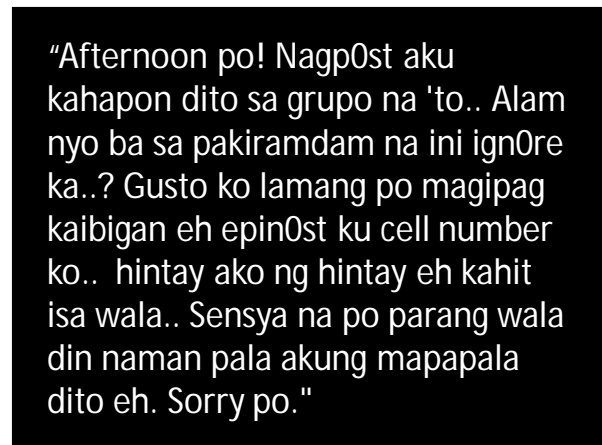 “Afternoon po! Nagp0st aku
kahapon dito sa grupo na 'to.. Alam
nyo ba sa pakiramdam na ini ign0re
ka..? Gusto ko lamang po magipag
kaibigan eh epin0st ku cell number
ko.. hintay ako ng hintay eh kahit
isa wala.. Sensya na po parang wala
din naman pala akung mapapala
dito eh. Sorry po."